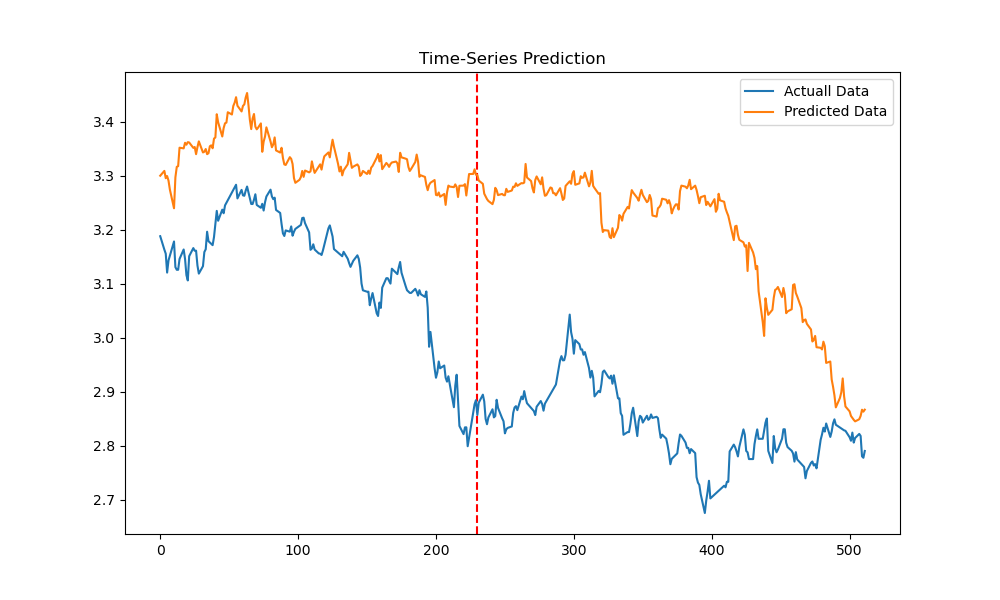 Time-Series Prediction
Actuall Data
Predicted Data
3.4
3.3
3.2
3.1
3.0
2.9
2.8
2.7
0 100 200 300 400 500